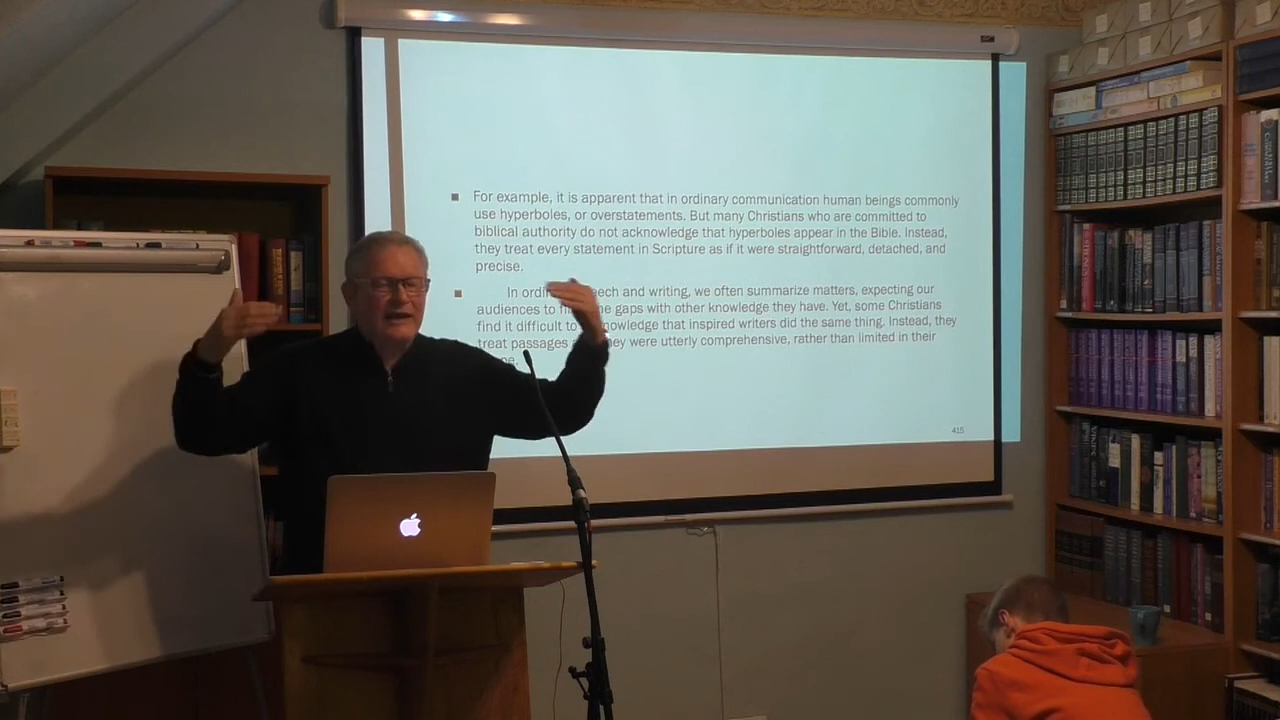 For example, it is apparent that in ordinary communication human beings commonly
use hyperboles, or overstatements. But many Christians who are committed to
biblical authority do not acknowledge that hyperboles appear in the Bible. Instead,
they treat every statement in Scripture as if it were straightforward, detached, and
precise.
In and writing, we often summarize matters, expecting our
audiences to gaps with other knowledge they have. Yet, some Christians
find it difficult to that inspired writers did the same thing. Instead, they
treat passages they were utterly comprehensive, rather than limited in their
415